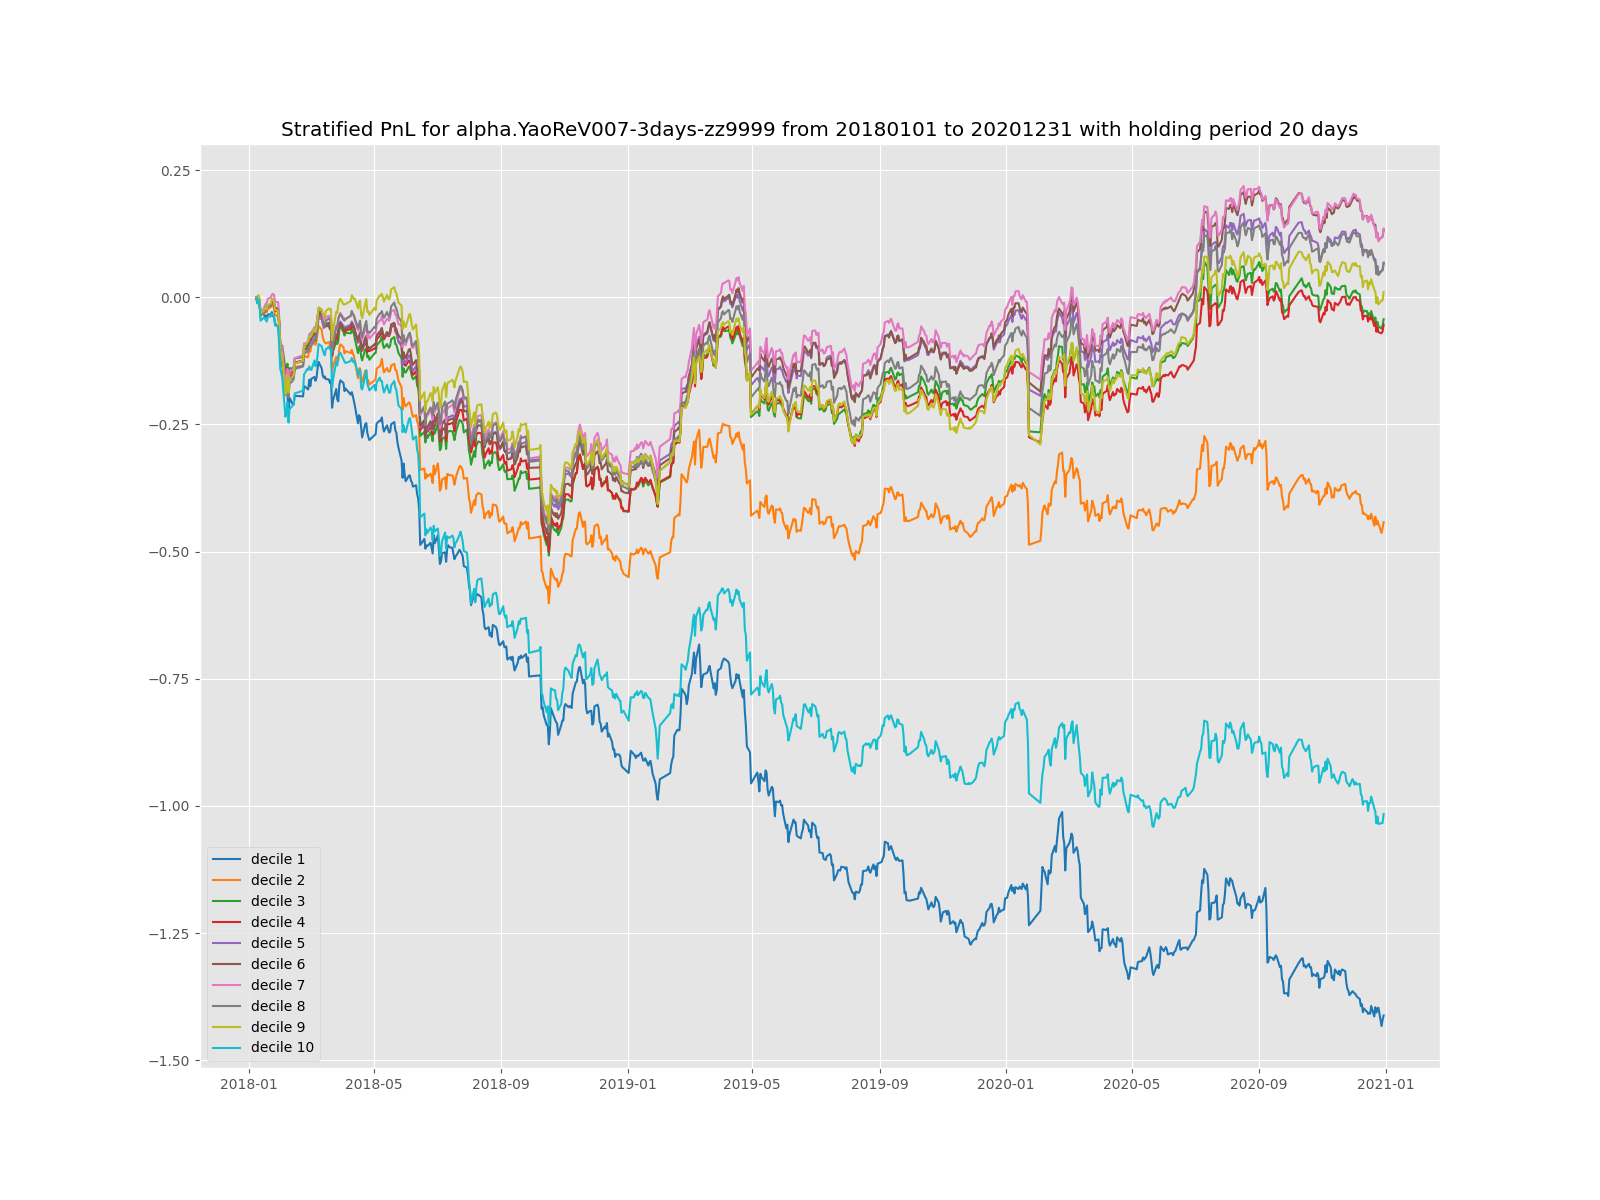 Stratified PnL for alpha.YaoReV007-3days-zz9999 from 20180101 to 20201231 with holding period 20 days
0.25
0.00
−0.25
−0.50
−0.75
−1.00
−1.25
−1.50
decile 1
decile 2
decile 3
decile 4
decile 5
decile 6
decile 7
decile 8
decile 9
decile 10
2018-01 2018-05 2018-09 2019-01 2019-05 2019-09 2020-01 2020-05 2020-09 2021-01